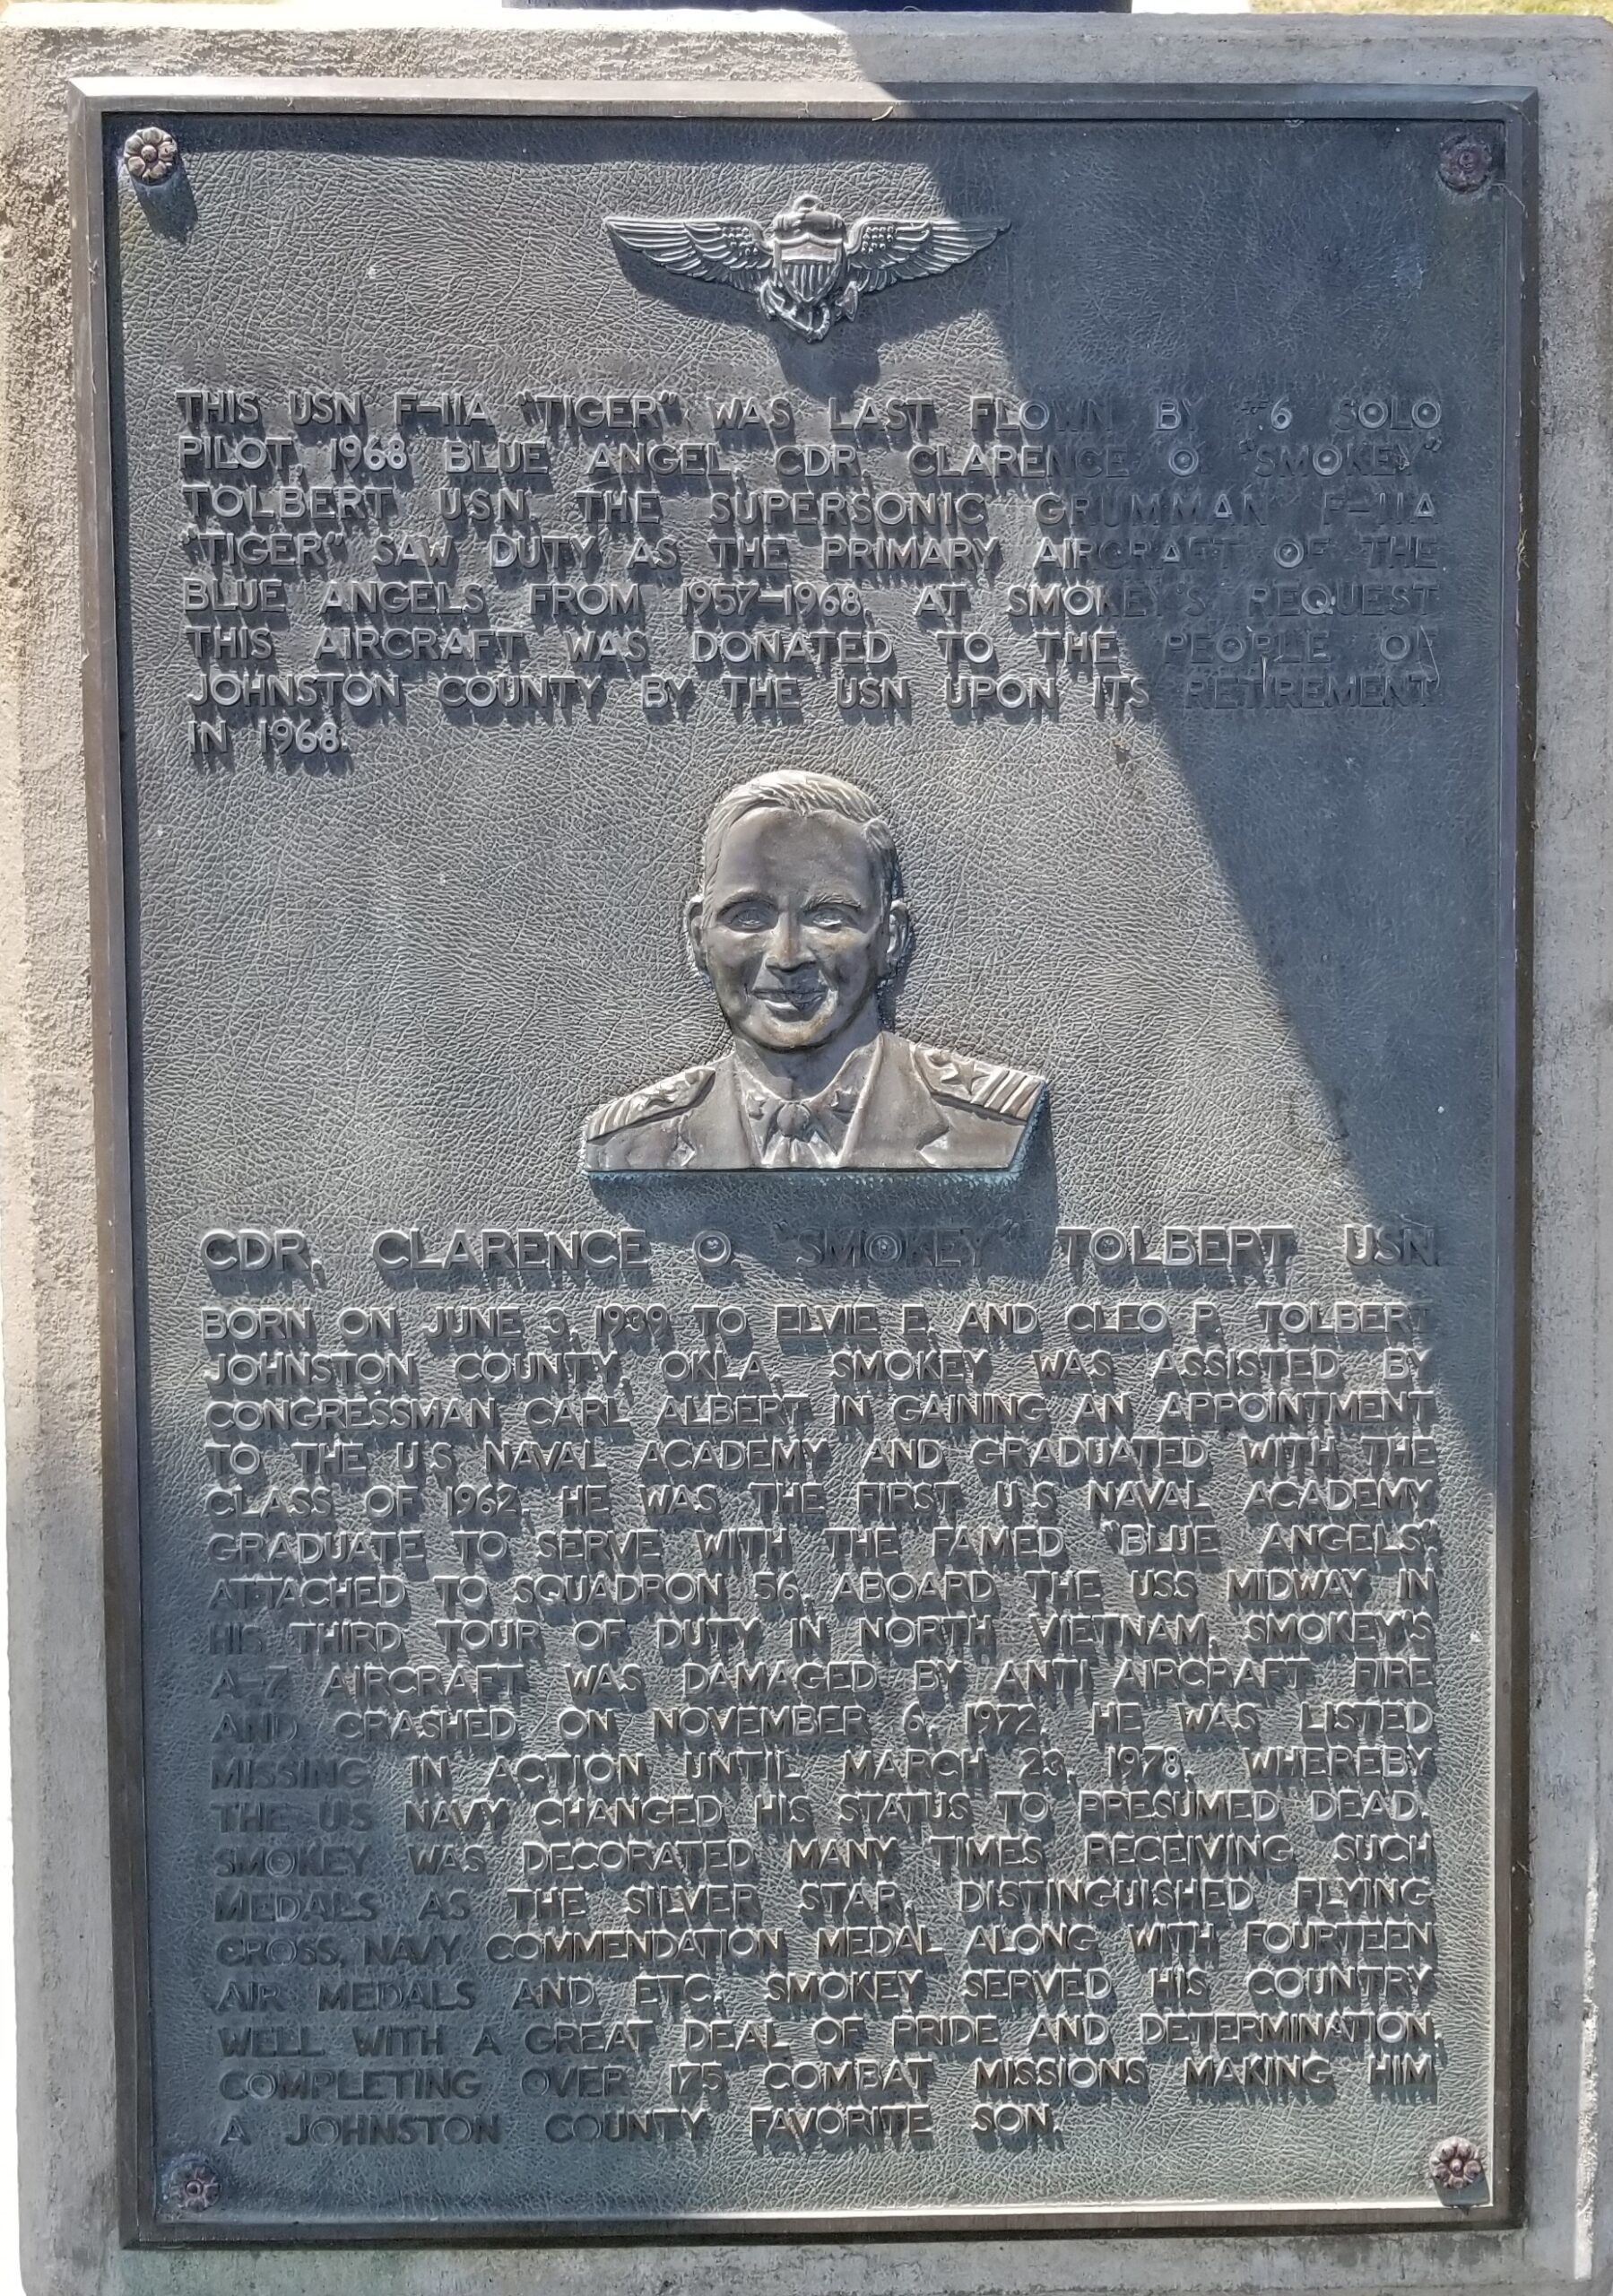 THIS USN F-11A "TIGER" WAS LAST FLOWN BY #6 SOLO
PILOT, 1968 BLUE ANGEL, CDR. CLARENCE O. "SMOKEY"
TOLBERT USN. THE SUPERSONIC GRUMMAN F-11A
"TIGER" SAW DUTY AS THE PRIMARY AIRCRAFT OF THE
BLUE ANGELS FROM 1957-1968. AT SMOKEY'S REQUEST
THIS AIRCRAFT WAS DONATED TO THE PEOPLE OF
JOHNSTON COUNTY BY THE USN UPON ITS RETIREMENT
IN 1968.
CDR. CLARENCE O. "SMOKEY" TOLBERT USN.
BORN ON JUNE 3, 1939 TO ELVIE E. AND CLEO P. TOLBERT
JOHNSTON COUNTY, OKLA. SMOKEY WAS ASSISTED BY
CONGRESSMAN CARL ALBERT IN GAINING AN APPOINTMENT
TO THE U S NAVAL ACADEMY AND GRADUATED WITH THE
CLASS OF 1962. HE WAS THE FIRST U S NAVAL ACADEMY
GRADUATE TO SERVE WITH THE FAMED "BLUE ANGELS".
ATTACHED TO SQUADRON 56, ABOARD THE USS MIDWAY IN
HIS THIRD TOUR OF DUTY IN NORTH VIETNAM, SMOKEY'S
A-7 AIRCRAFT WAS DAMAGED BY ANTI AIRCRAFT FIRE
AND CRASHED ON NOVEMBER 6, 1972. HE WAS LISTED
MISSING IN ACTION UNTIL MARCH 23, 1978, WHEREBY
THE US NAVY CHANGED HIS STATUS TO PRESUMED DEAD.
SMOKEY WAS DECORATED MANY TIMES RECEIVING SUCH
MEDALS AS THE SILVER STAR, DISTINGUISHED FLYING
CROSS, NAVY COMMENDATION MEDAL ALONG WITH FOURTEEN
AIR MEDALS AND ETC. SMOKEY SERVED HIS COUNTRY
WELL WITH A GREAT DEAL OF PRIDE AND DETERMINATION,
COMPLETING OVER 175 COMBAT MISSIONS MAKING HIM
A JOHNSTON COUNTY FAVORITE SON.